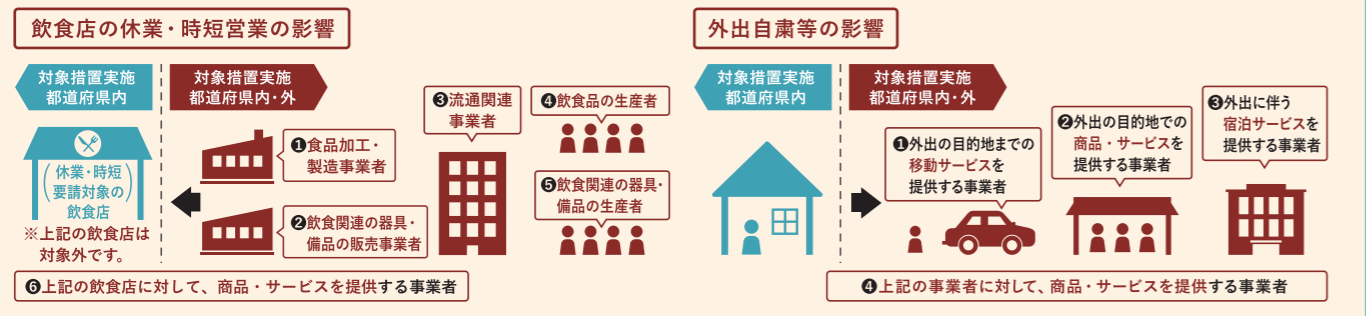 飲食店の休業・時短営業の影響
対象措置実施
都道府県内
対象措置実施
都道府県内・外
(休業・時短
要請対象の)
飲食店
※上記の飲食店は
対象外です。
❶食品加工・
製造事業者
❷飲食関連の器具・
備品の販売事業者
❸流通関連
事業者
❹飲食品の生産者
❺飲食関連の器具・
備品の生産者
❻上記の飲食店に対して、商品・サービスを提供する事業者
外出自粛等の影響
対象措置実施
都道府県内
対象措置実施
都道府県内・外
❶外出の目的地までの
移動サービスを
提供する事業者
❷外出の目的地での
商品・サービスを
提供する事業者
❸外出に伴う
宿泊サービスを
提供する事業者
❹上記の事業者に対して、商品・サービスを提供する事業者